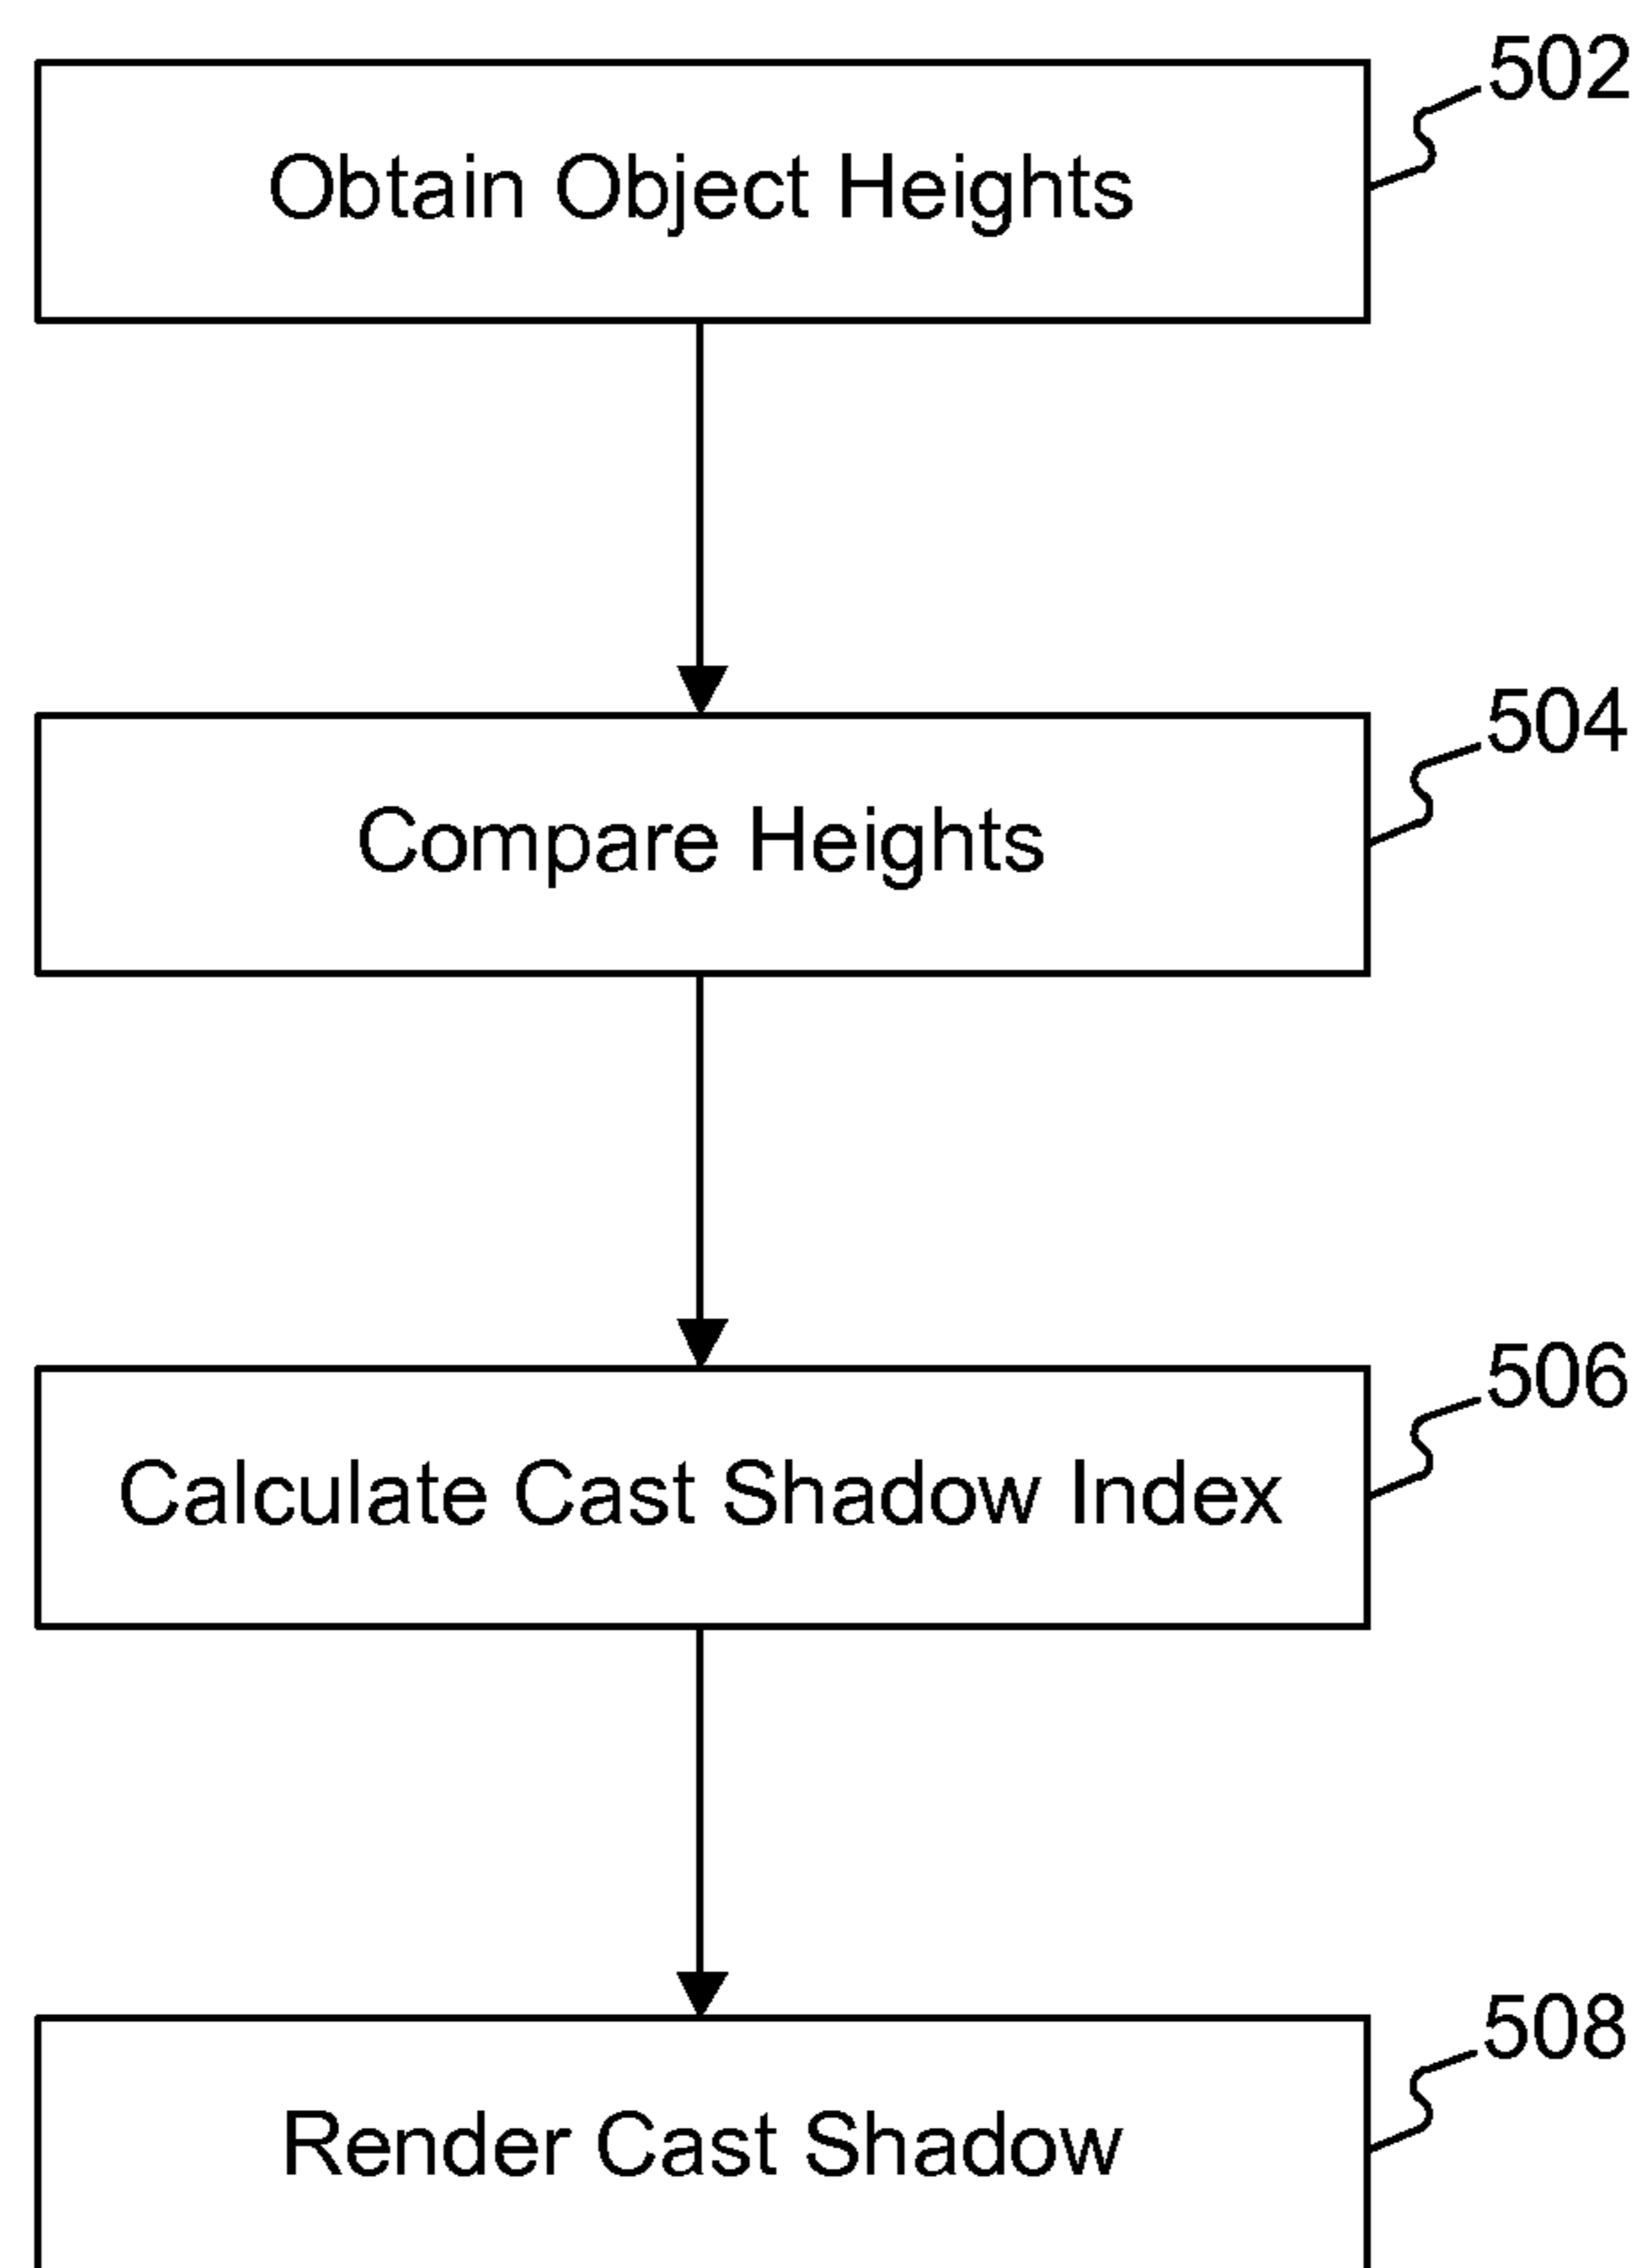 502
Obtain Object Heights
504
Compare Heights
506
Calculate Cast Shadow Index
508
Render Cast Shadow